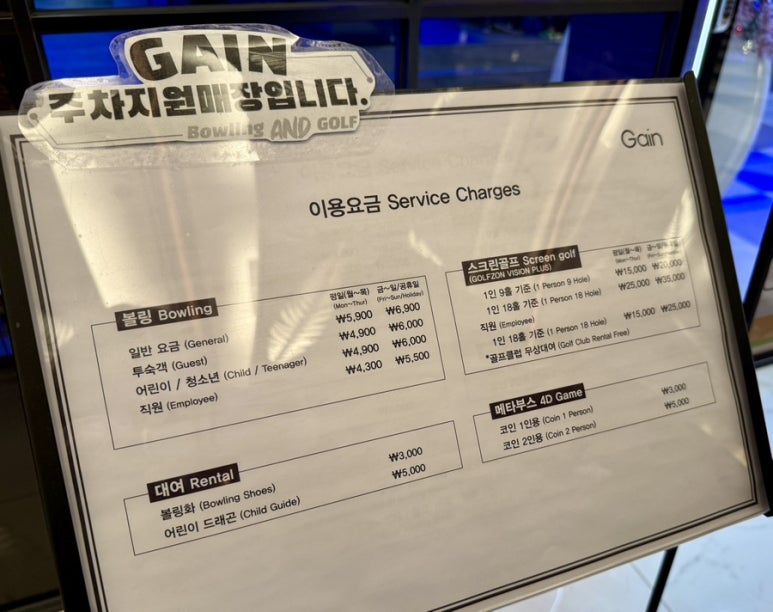 GAIN
주차지원매장입니다.
Bowling AND GOLF
Gain
이용요금 Service Charges
볼링 Bowling
평일(월~목) 금~일/공휴일
(Mon~Thur) (Fri~Sun/Holiday)
일반 요금 (General) ₩5,900 ₩6,900
투숙객 (Guest) ₩4,900 ₩6,000
어린이 / 청소년 (Child / Teenager) ₩4,900 ₩6,000
직원 (Employee) ₩4,300 ₩5,500
대여 Rental
볼링화 (Bowling Shoes) ₩3,000
어린이 드래곤 (Child Guide) ₩5,000
스크린골프 Screen golf
(GOLFZON VISION PLUS)
평일(월~목)
(Mon~Thur)
1인 9홀 기준 (1 Person 9 Hole) ₩15,000 ₩20,000
1인 18홀 기준 (1 Person 18 Hole) ₩25,000 ₩35,000
직원 (Employee)
1인 18홀 기준 (1 Person 18 Hole) ₩15,000 ₩25,000
*골프클럽 무상대여 (Golf Club Rental Free)
메타부스 4D Game
코인 1인용 (Coin 1 Person) ₩3,000
코인 2인용 (Coin 2 Person) ₩5,000